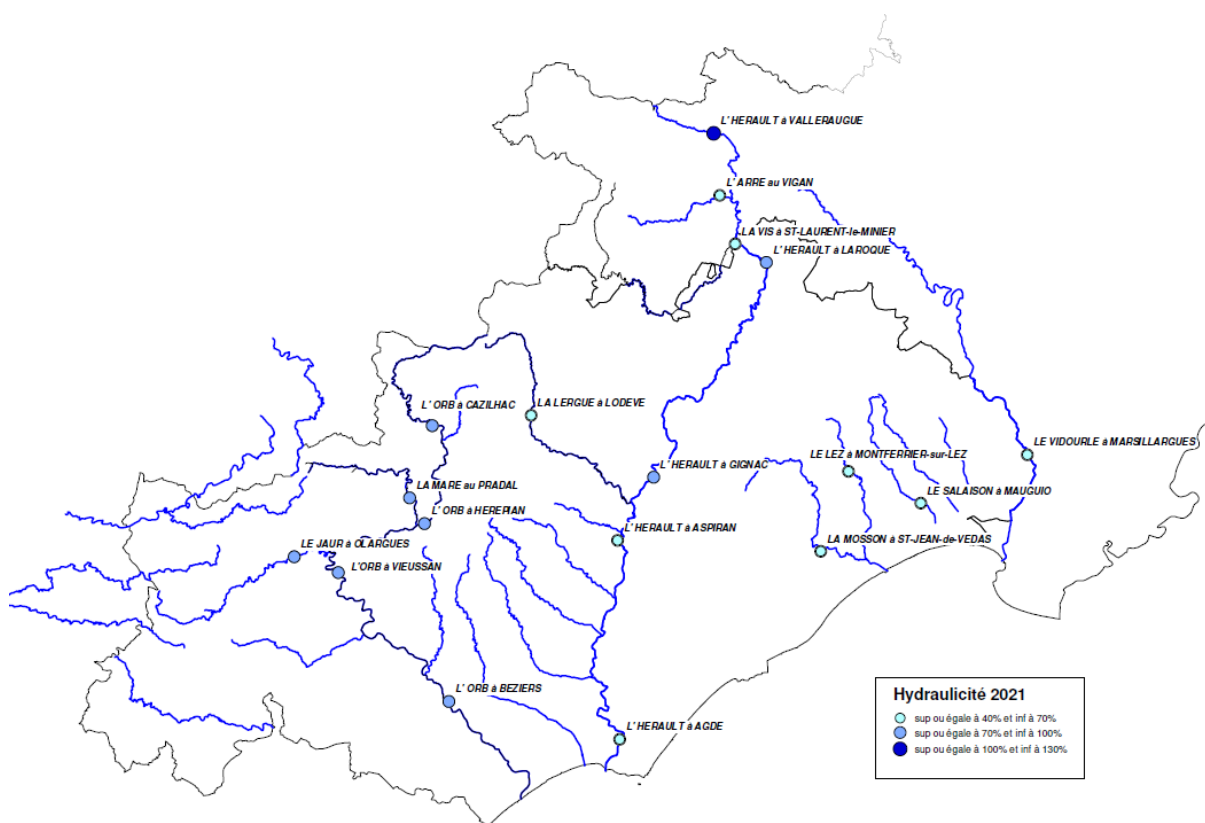 L' HERAULT à VALLERAUGUE
L' ARRE au VIGAN
LA VIS à ST-LAURENT-le-MINIER
L' HERAULT à LAROQUE
L' ORB à CAZILHAC
LA LERGUE à LODEVE
LE VIDOURLE à MARSILLARGUES
LE LEZ à MONTFERRIER-sur-LEZ
L' HERAULT à GIGNAC
LA MARE au PRADAL
LE SALAISON à MAUGUIO
L' ORB à HEREPIAN
L' HERAULT à ASPIRAN
LE JAUR à OLARGUES
LA MOSSON à ST-JEAN-de-VEDAS
L'ORB à VIEUSSAN
L' ORB à BEZIERS
L' HERAULT à AGDE
Hydraulicité 2021
sup ou égale à 40% et inf à 70%
sup ou égale à 70% et inf à 100%
sup ou égale à 100% et inf à 130%